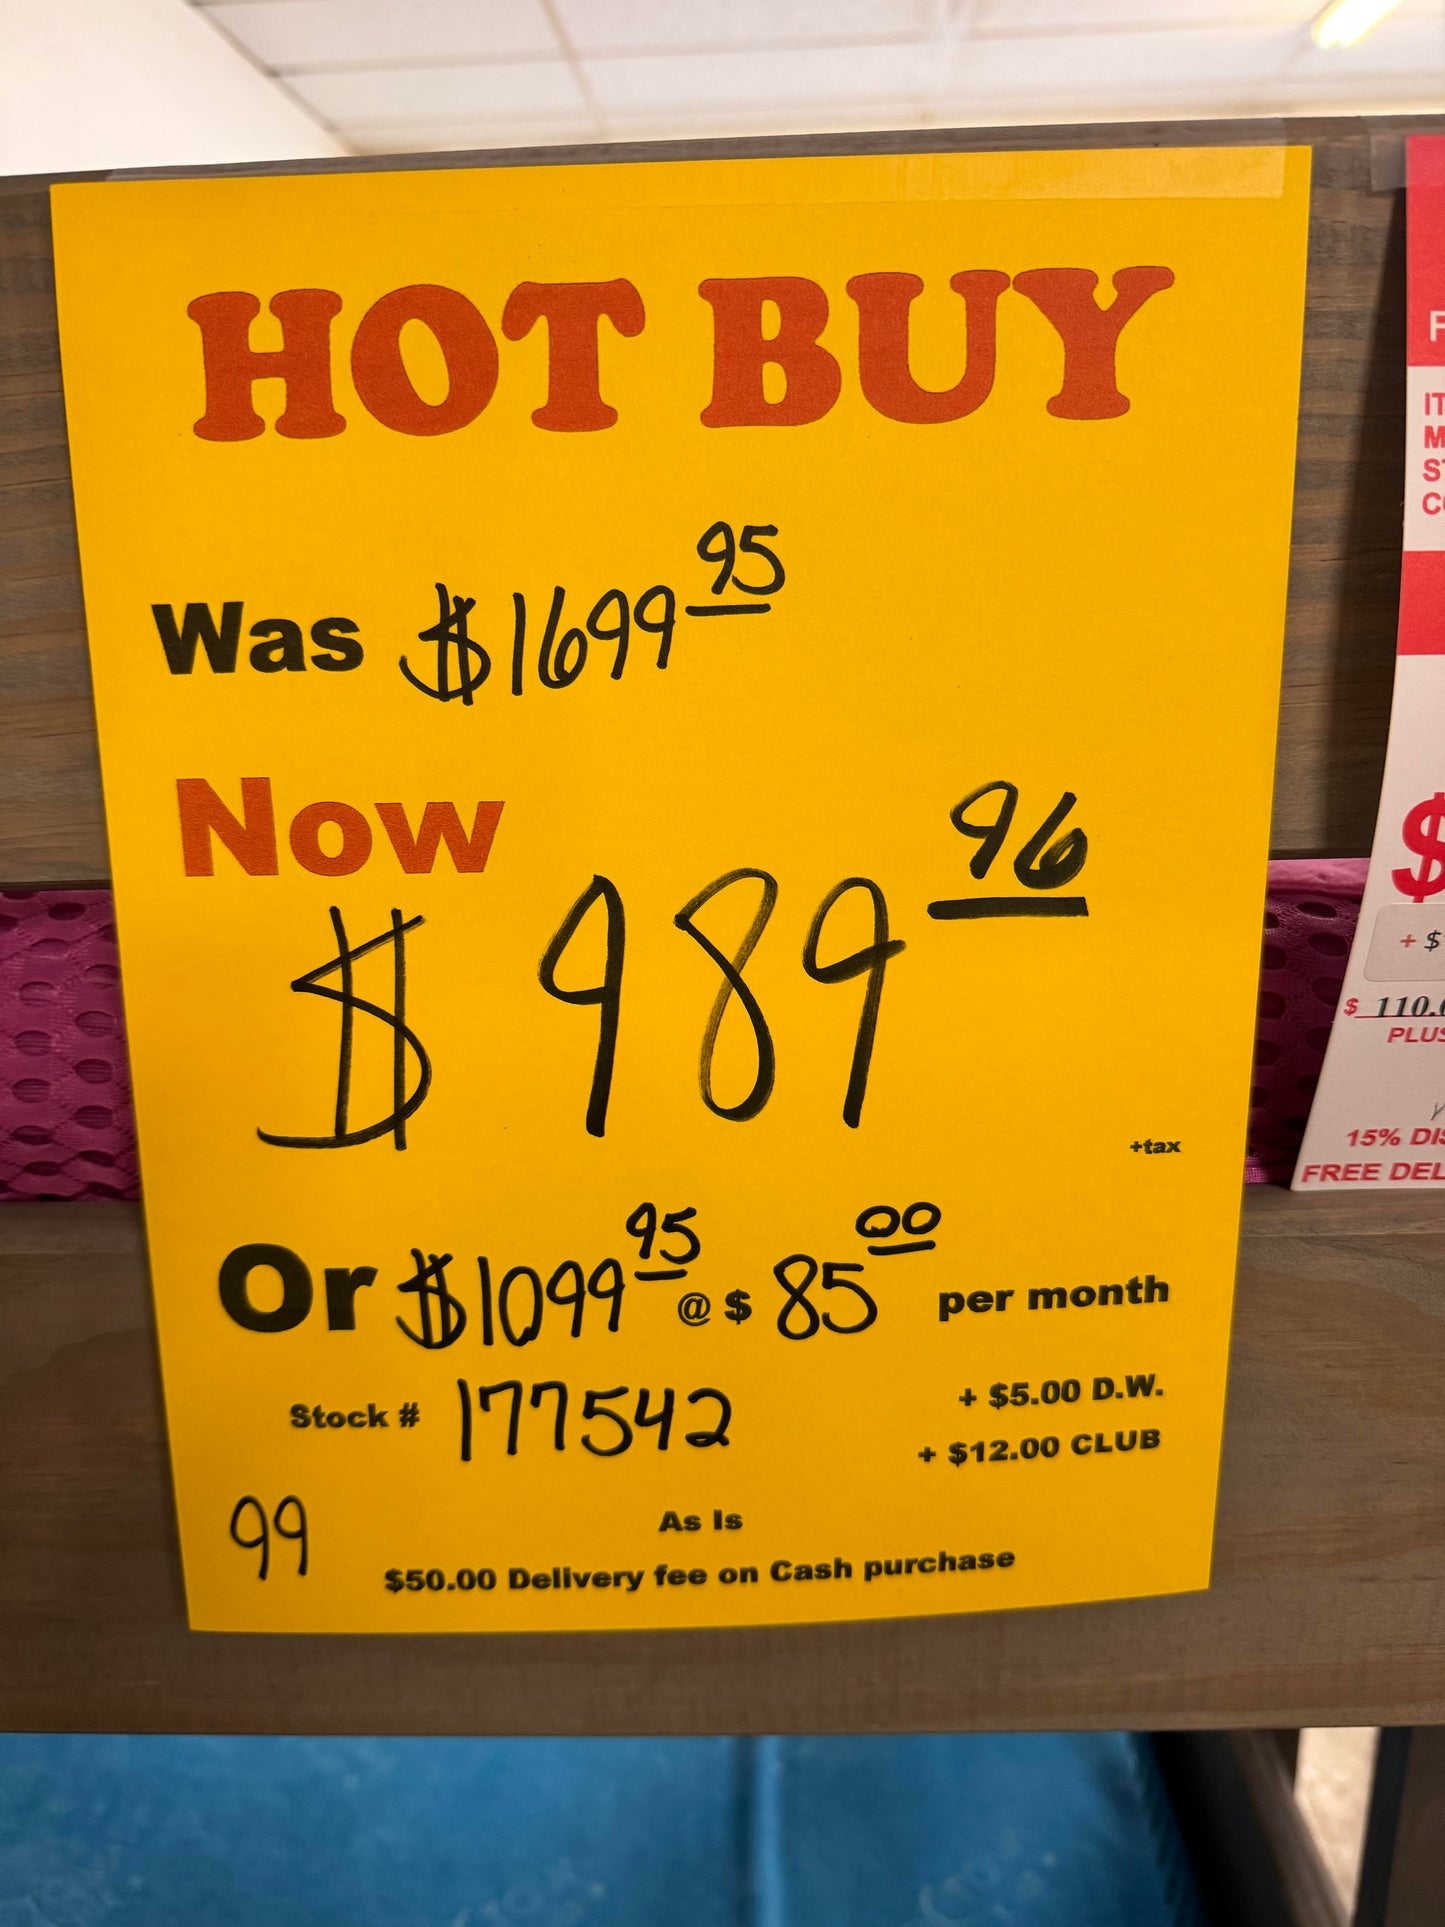 HOT BUY
Was $1699.95
Now
$989.96
+tax
Or $1099.95 @ $ 85.00 per month
Stock # 177542
+ $5.00 D.W.
+ $12.00 CLUB
99
As Is
$50.00 Delivery fee on Cash purchase
$
+ $
$ 110.
15% DIS
FREE DEL